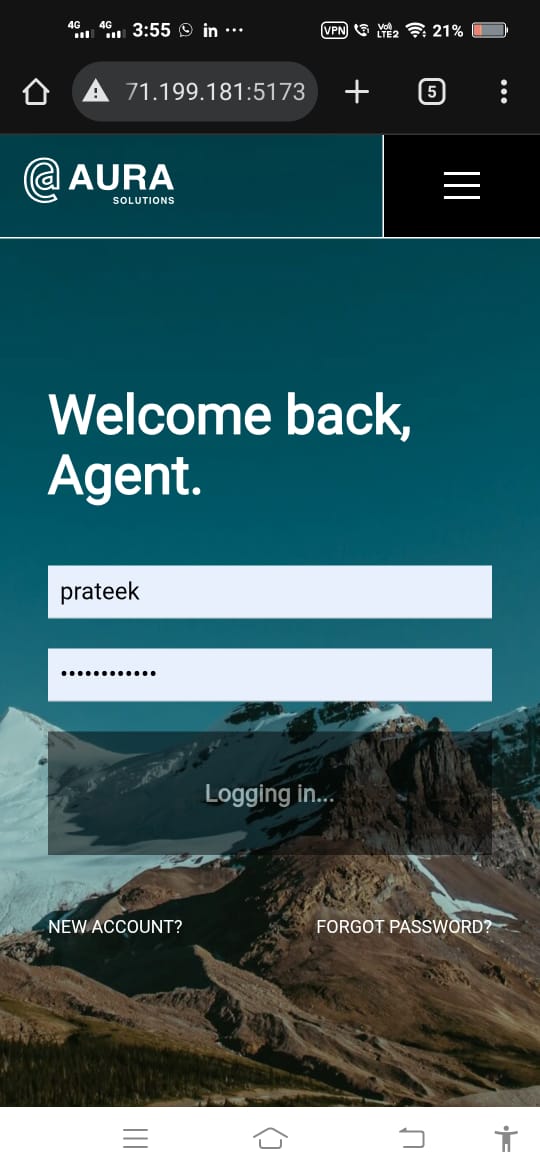 4G 4G 3:55 in ... VPN Vo)) LTE2 21%
71.199.181:5173
5
@ AURA
SOLUTIONS
Welcome back,
Agent.
prateek
••••••••••••
Logging in...
NEW ACCOUNT? FORGOT PASSWORD?